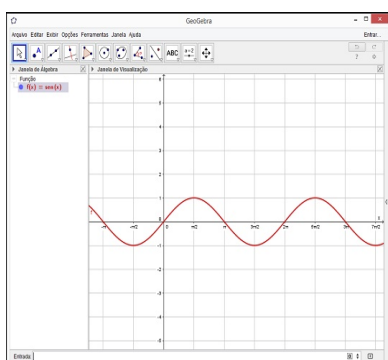 GeoGebra
Arquivo Editar Exibir Opções Ferramentas Janela Ajuda
Entrar...
ABC
a=2
Janela de Álgebra
Janela de Visualização
Função
f(x) = sen(x)
6
5
4
3
2
1
0
-1
-2
-3
-4
-5
-π
-π/2
0
π/2
π
3π/2
2π
5π/2
3π
7π/2
Entrada: